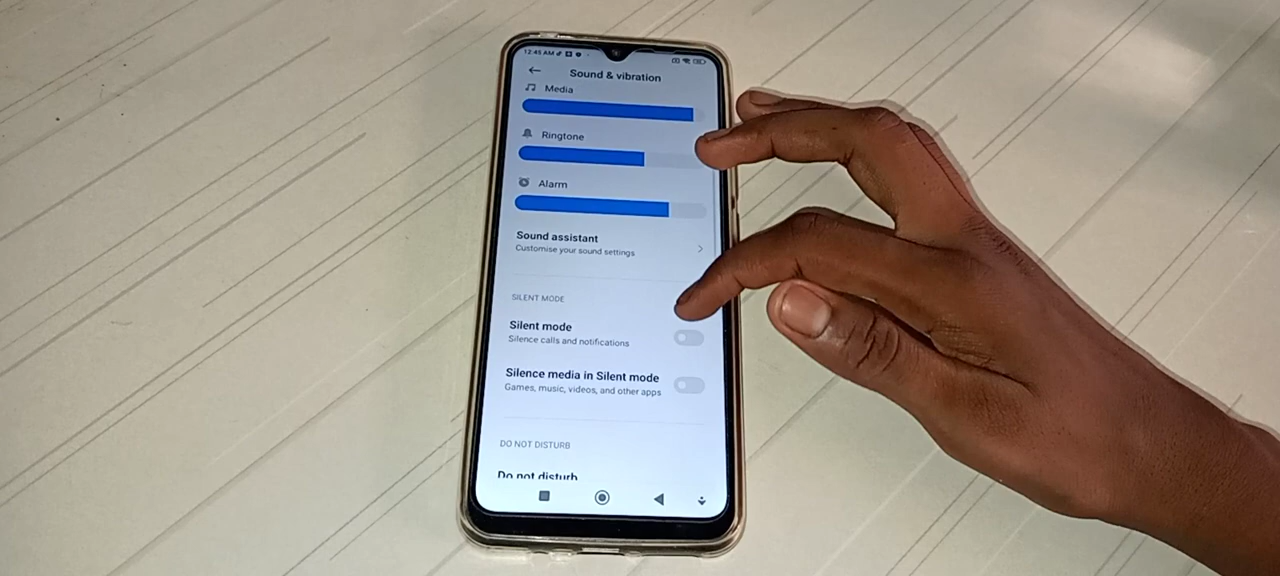 12:45 AM
Sound & vibration
Media
Ringtone
Alarm
Sound assistant
Customise your sound settings
SILENT MODE
Silent mode
Silence calls and notifications
Silence media in Silent mode
Games, music, videos, and other apps
DO NOT DISTURB
Do not disturb